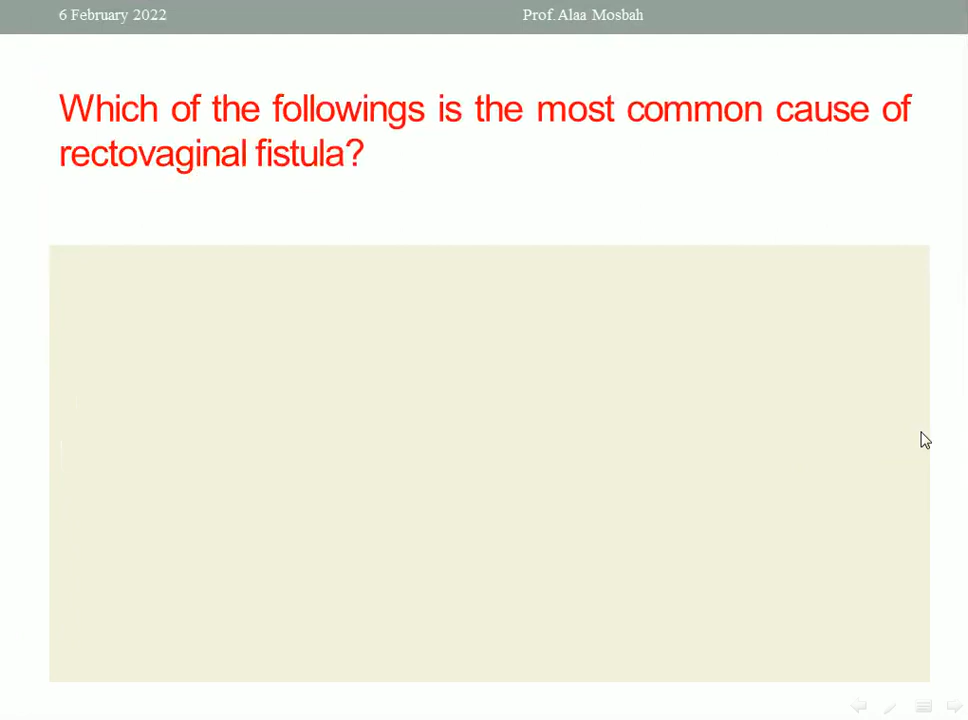 6 February 2022
Prof.Alaa Mosbah
Which of the followings is the most common cause of
rectovaginal fistula?